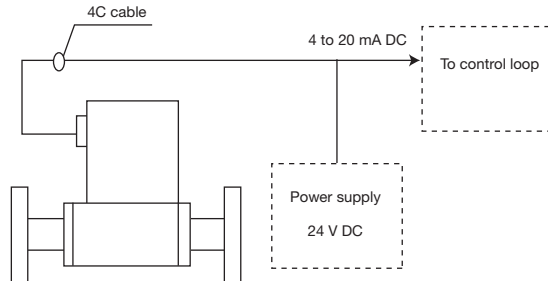 4C cable
4 to 20 mA DC
To control loop
Power supply
24 V DC